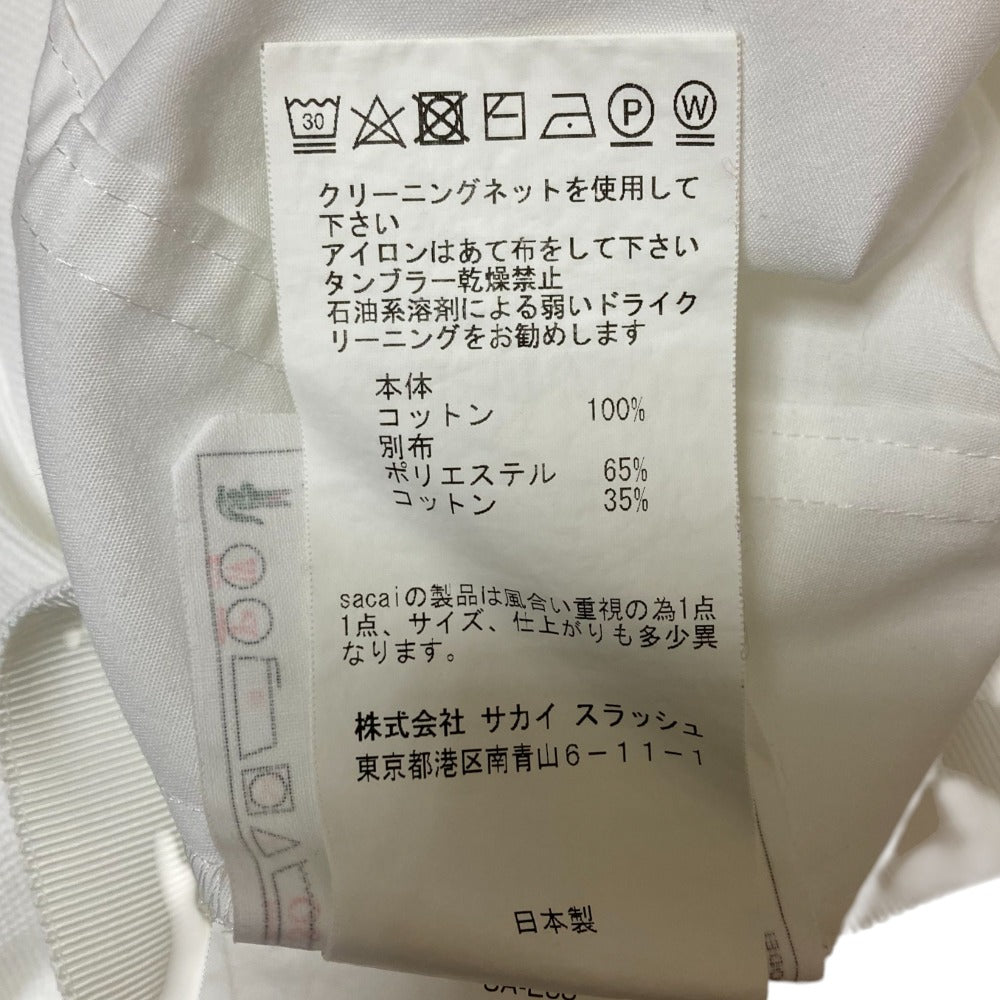 30 P W
クリーニングネットを使用して
下さい
アイロンはあて布をして下さい
タンブラー乾燥禁止
石油系溶剤による弱いドライク
リーニングをお勧めします
本体
コットン 100%
別布
ポリエステル 65%
コットン 35%
sacaiの製品は風合い重視の為1点
1点、サイズ、仕上がりも多少異
なります。
株式会社 サカイ スラッシュ
東京都港区南青山6-11-1
日本製